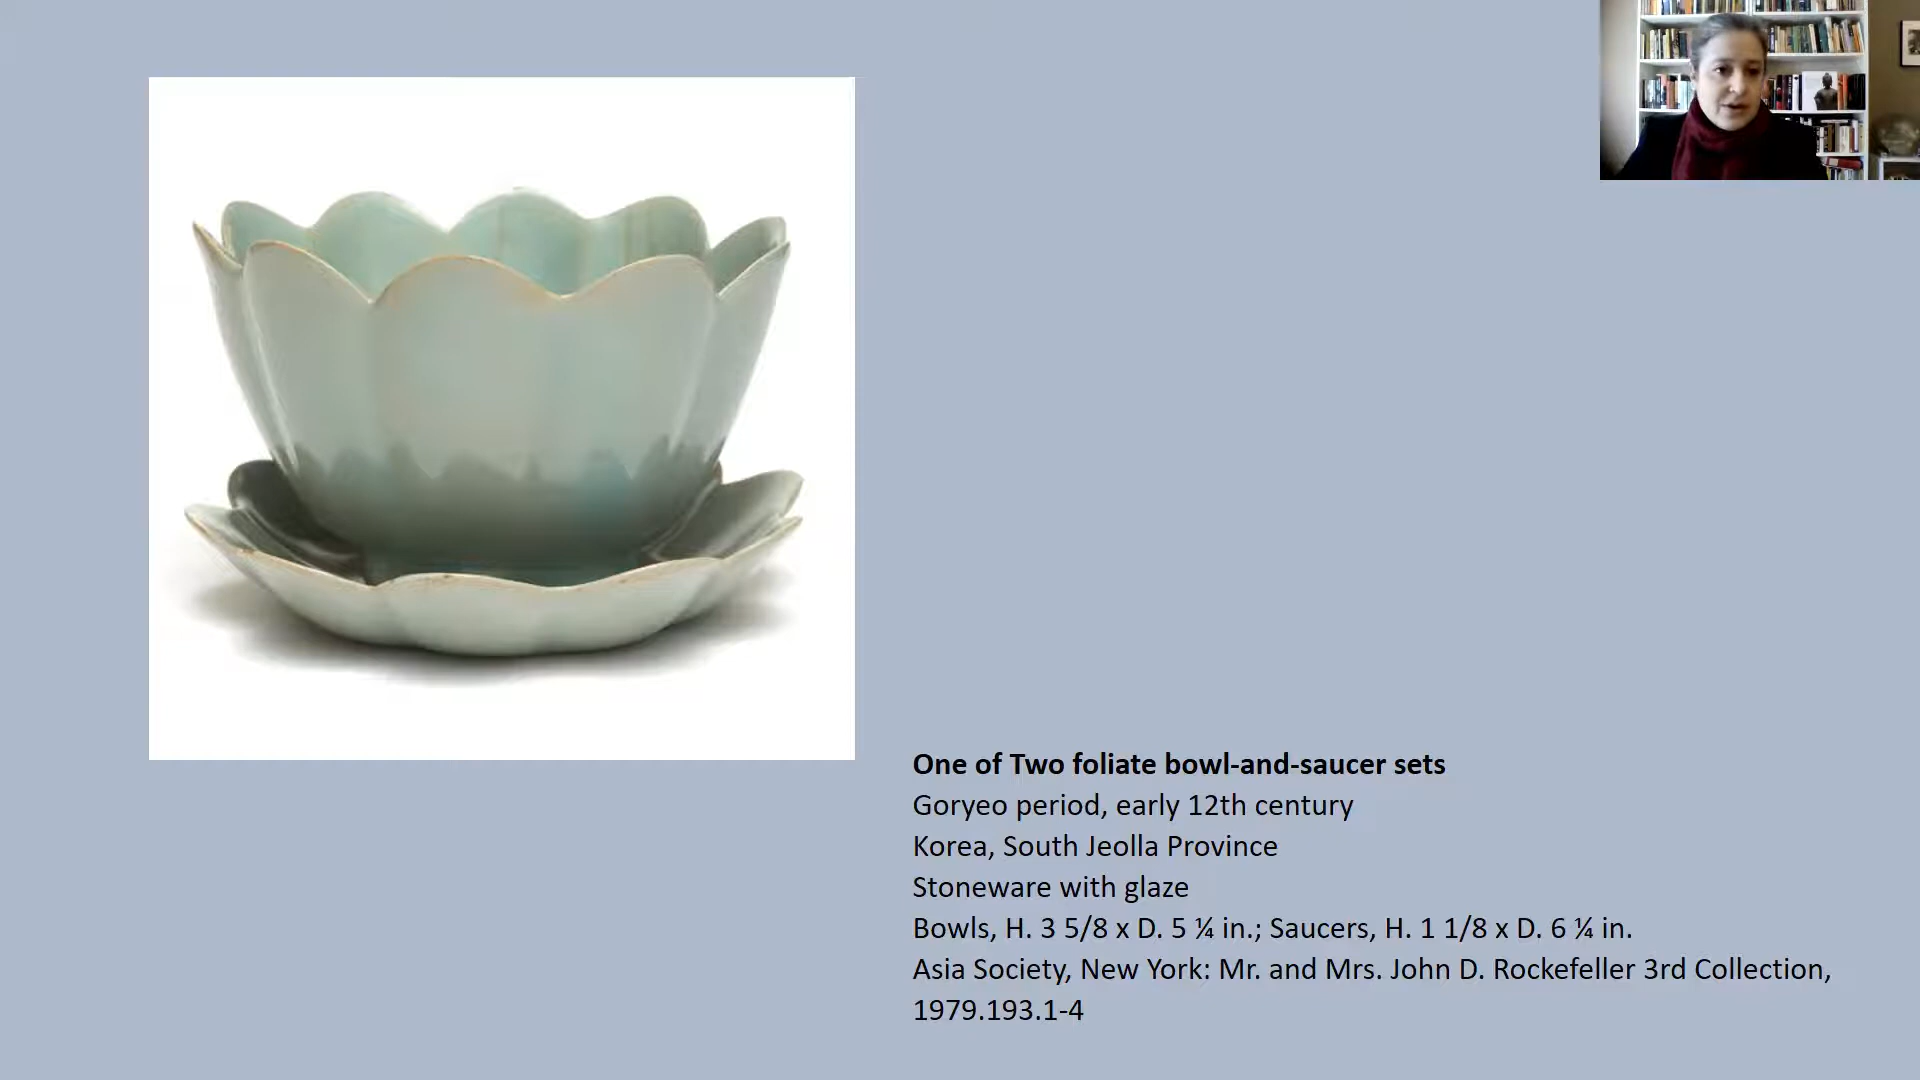 One of Two foliate bowl-and-saucer sets
Goryeo period, early 12th century
Korea, South Jeolla Province
Stoneware with glaze
Bowls, H. 3 5/8 x D. 5 ¼ in.; Saucers, H. 1 1/8 x D. 6 ¼ in.
Asia Society, New York: Mr. and Mrs. John D. Rockefeller 3rd Collection,
1979.193.1-4